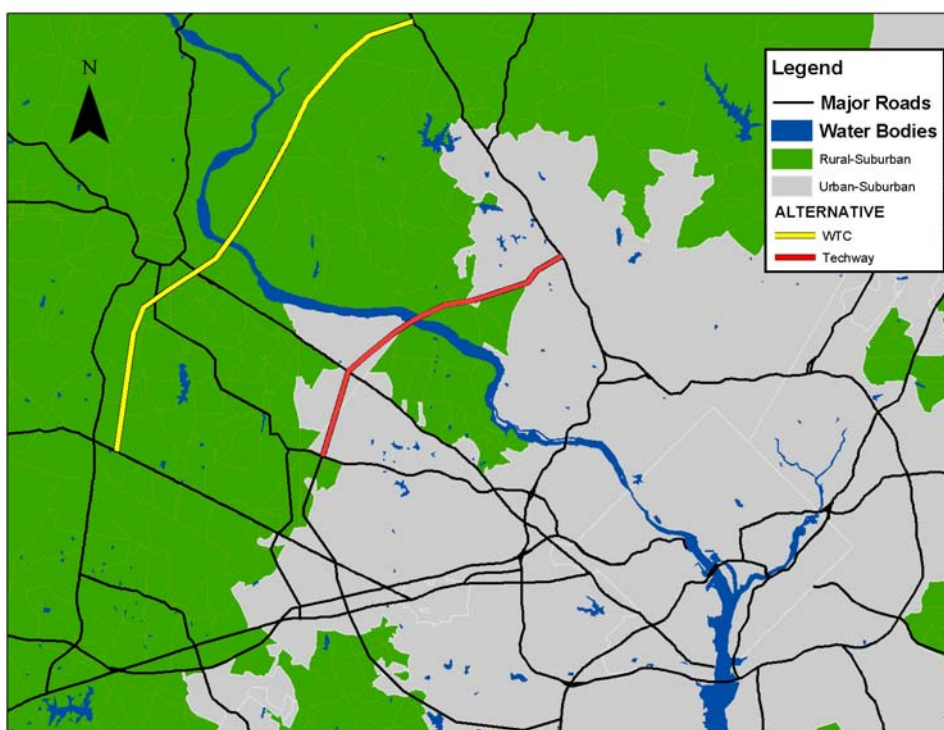 N
Legend
Major Roads
Water Bodies
Rural-Suburban
Urban-Suburban
ALTERNATIVE
WTC
Techway